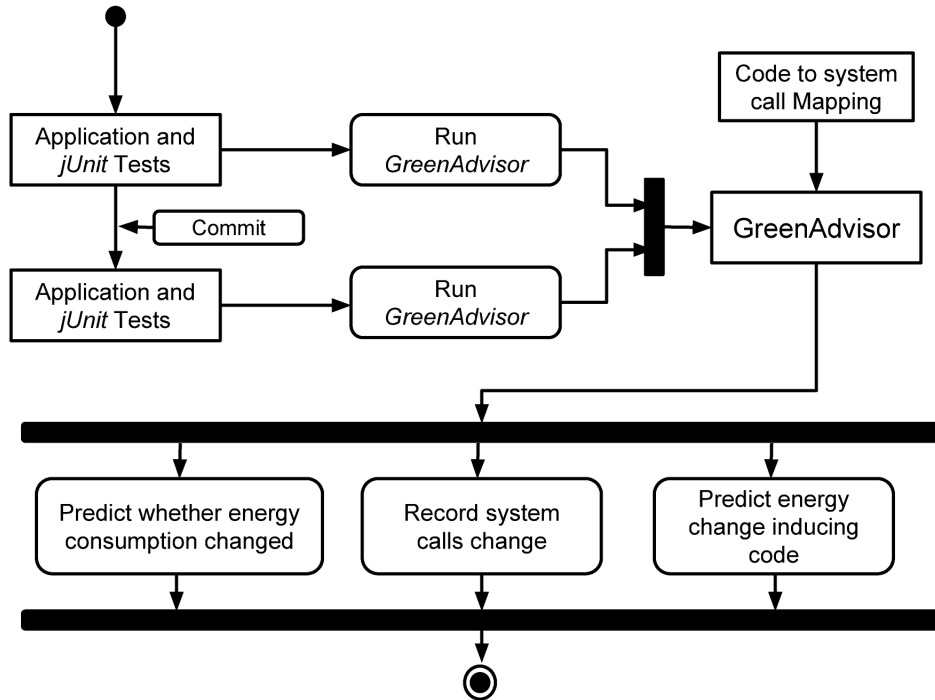 Application and
jUnit Tests
Run
GreenAdvisor
Code to system
call Mapping
GreenAdvisor
Commit
Application and
jUnit Tests
Run
GreenAdvisor
Predict whether energy
consumption changed
Record system
calls change
Predict energy
change inducing
code